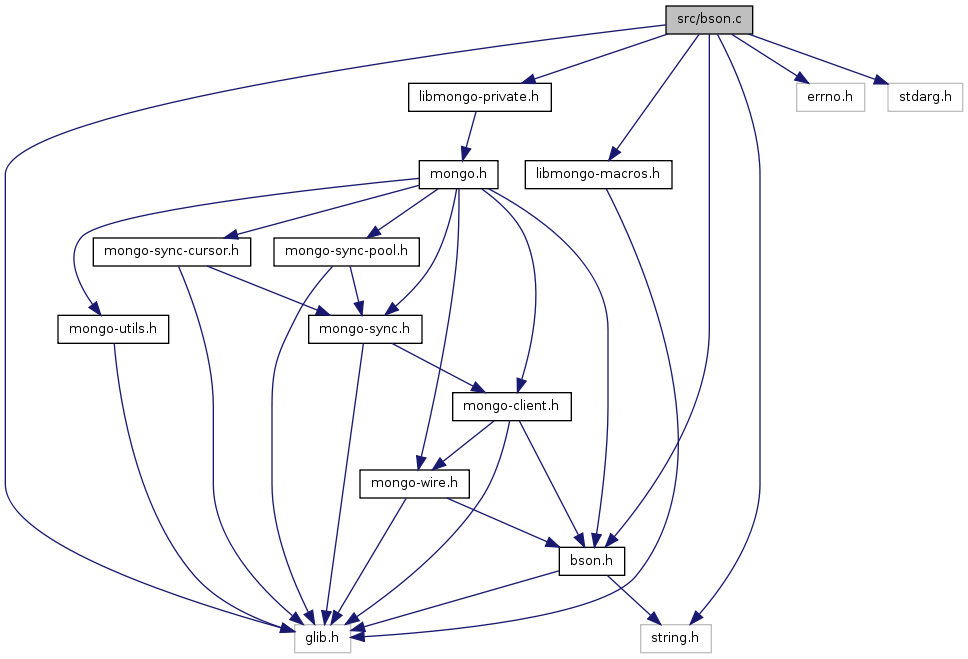 src/bson.c
libmongo-private.h
errno.h
stdarg.h
mongo.h
libmongo-macros.h
mongo-sync-cursor.h
mongo-sync-pool.h
mongo-utils.h
mongo-sync.h
mongo-client.h
mongo-wire.h
bson.h
glib.h
string.h